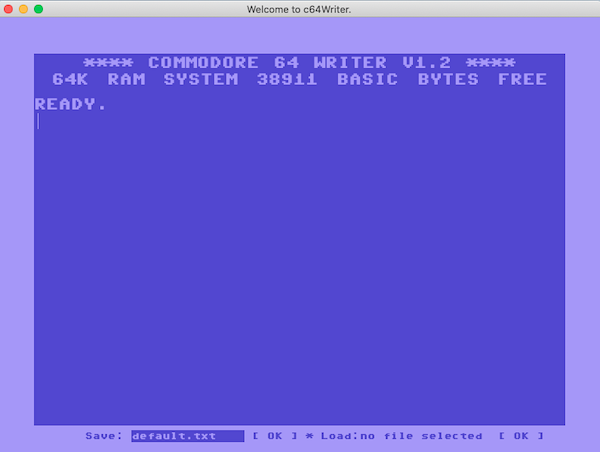 Welcome to c64Writer.
**** COMMODORE 64 WRITER V1.2 ****
64K RAM SYSTEM 38911 BASIC BYTES FREE
READY.
Save: default.txt [ OK ] * Load:no file selected [ OK ]